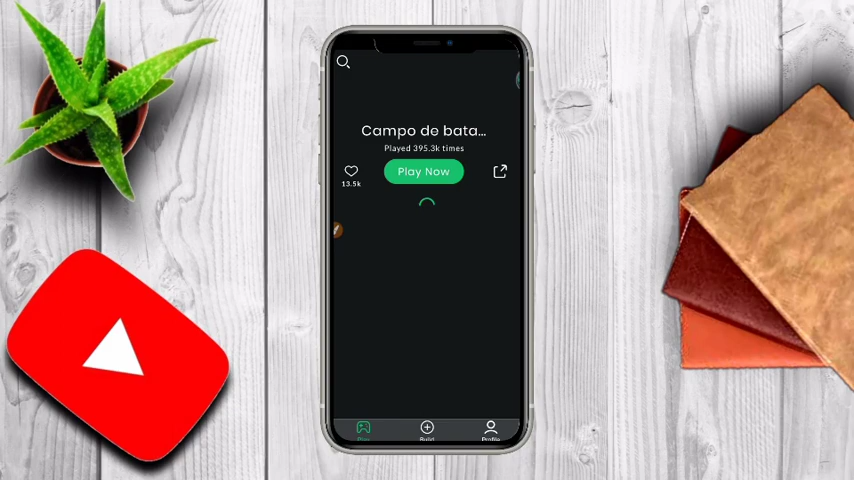 Campo de bata...
Played 395.3k times
13.5k
Play Now
Play
Build
Profile